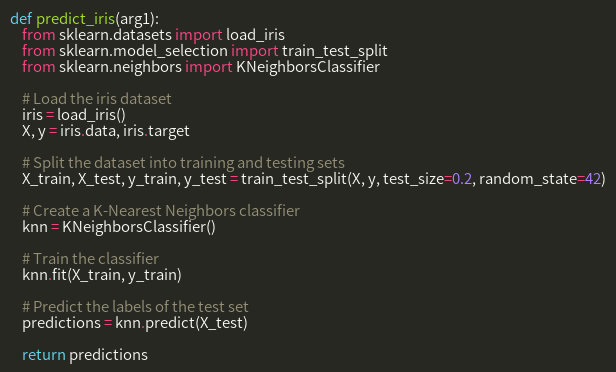 def predict_iris(arg1):
from sklearn.datasets import load_iris
from sklearn.model_selection import train_test_split
from sklearn.neighbors import KNeighborsClassifier
# Load the iris dataset
iris = load_iris()
X, y = iris.data, iris.target
# Split the dataset into training and testing sets
X_train, X_test, y_train, y_test = train_test_split(X, y, test_size=0.2, random_state=42)
# Create a K-Nearest Neighbors classifier
knn = KNeighborsClassifier()
# Train the classifier
knn.fit(X_train, y_train)
# Predict the labels of the test set
predictions = knn.predict(X_test)
return predictions